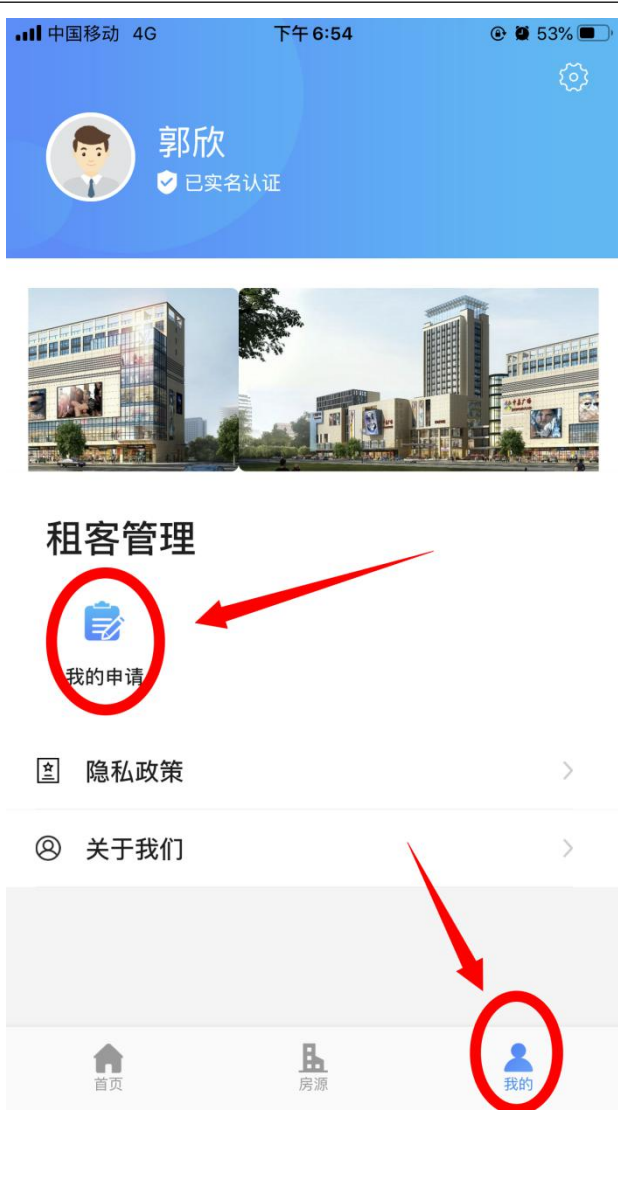 中国移动 4G 下午 6:54 53%
郭欣
已实名认证
租客管理
我的申请
隐私政策
关于我们
首页 房源 我的